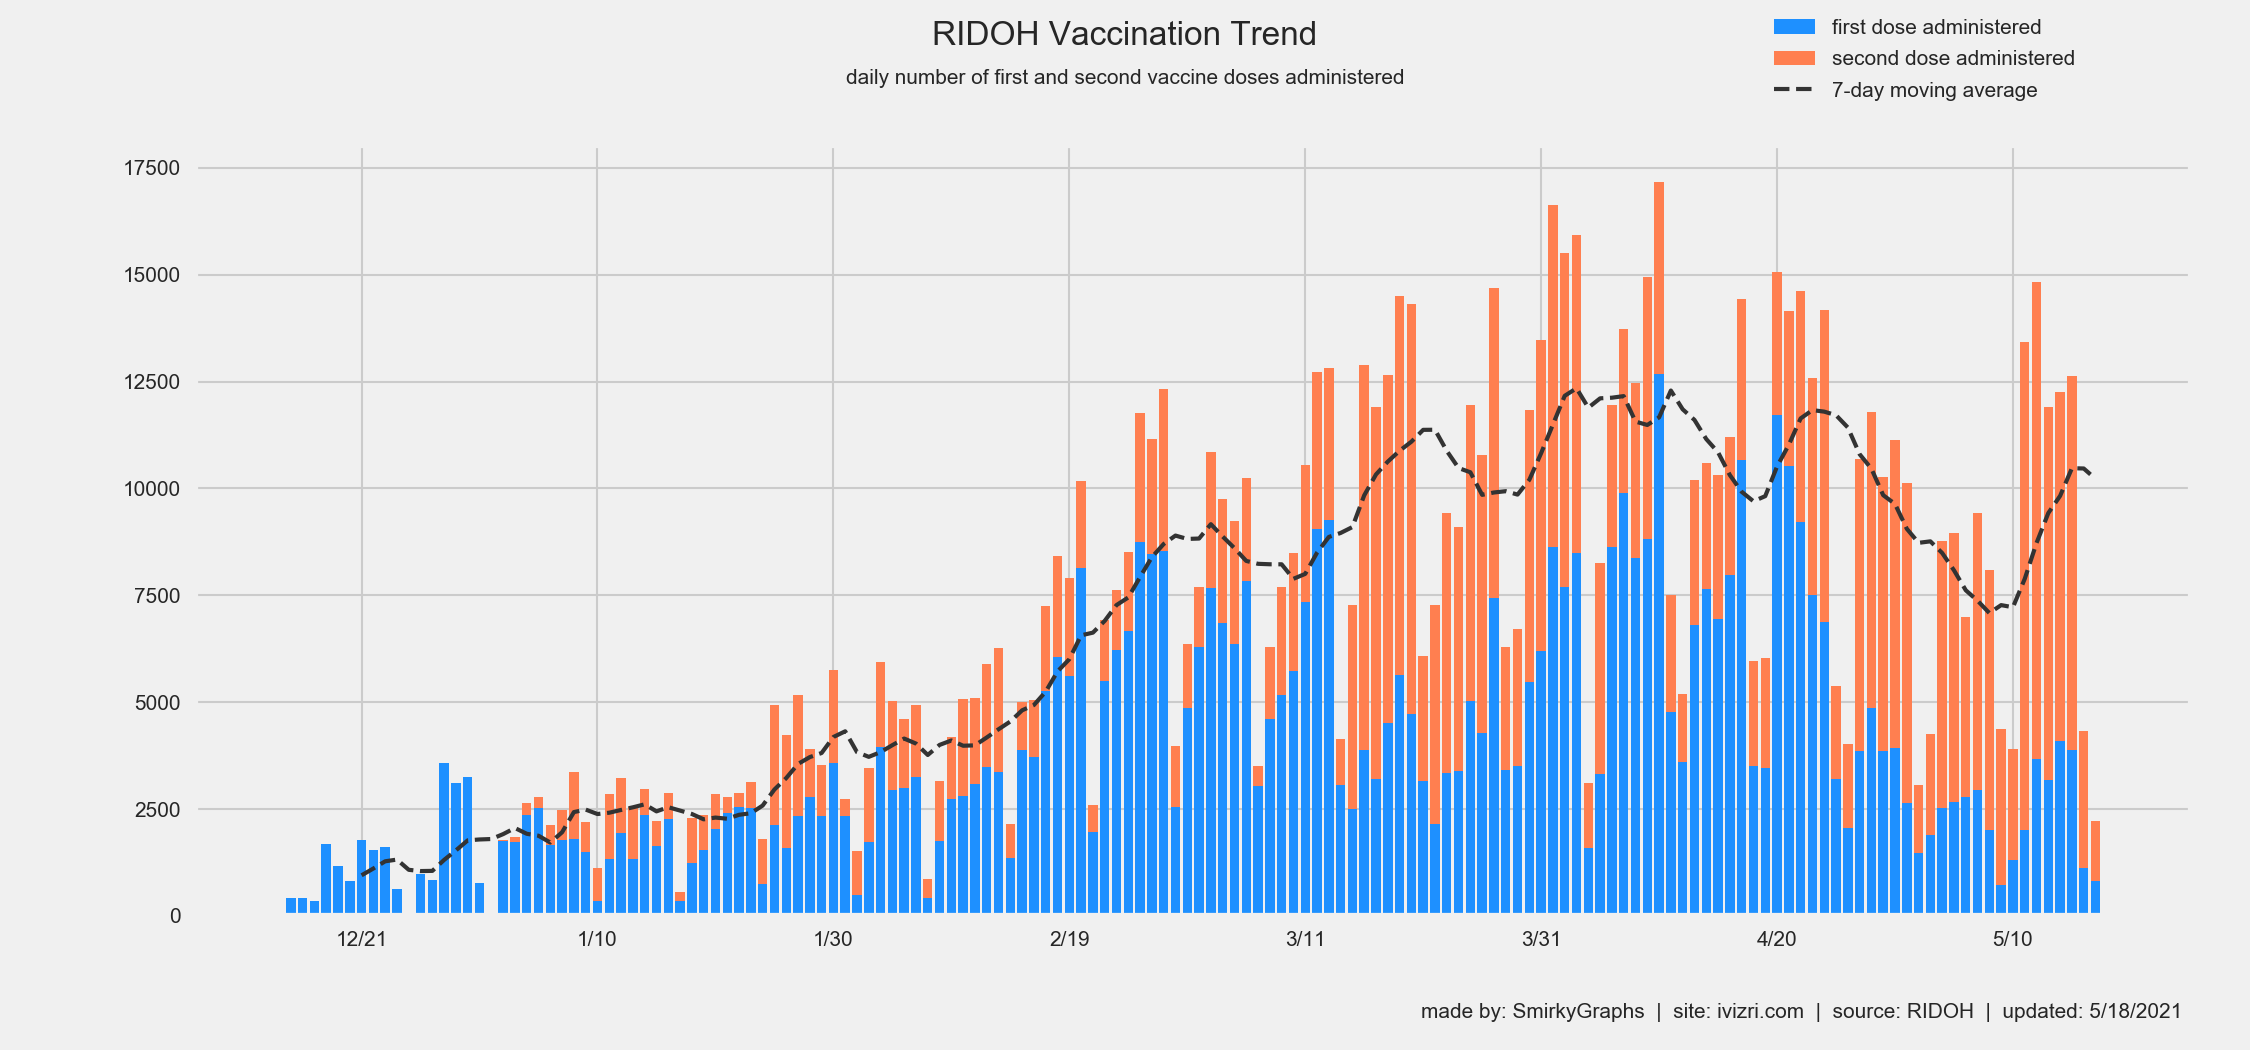 RIDOH Vaccination Trend
daily number of first and second vaccine doses administered
first dose administered
second dose administered
7-day moving average
17500
15000
12500
10000
7500
5000
2500
0
12/21 1/10 1/30 2/19 3/11 3/31 4/20 5/10
made by: SmirkyGraphs | site: ivizri.com | source: RIDOH | updated: 5/18/2021